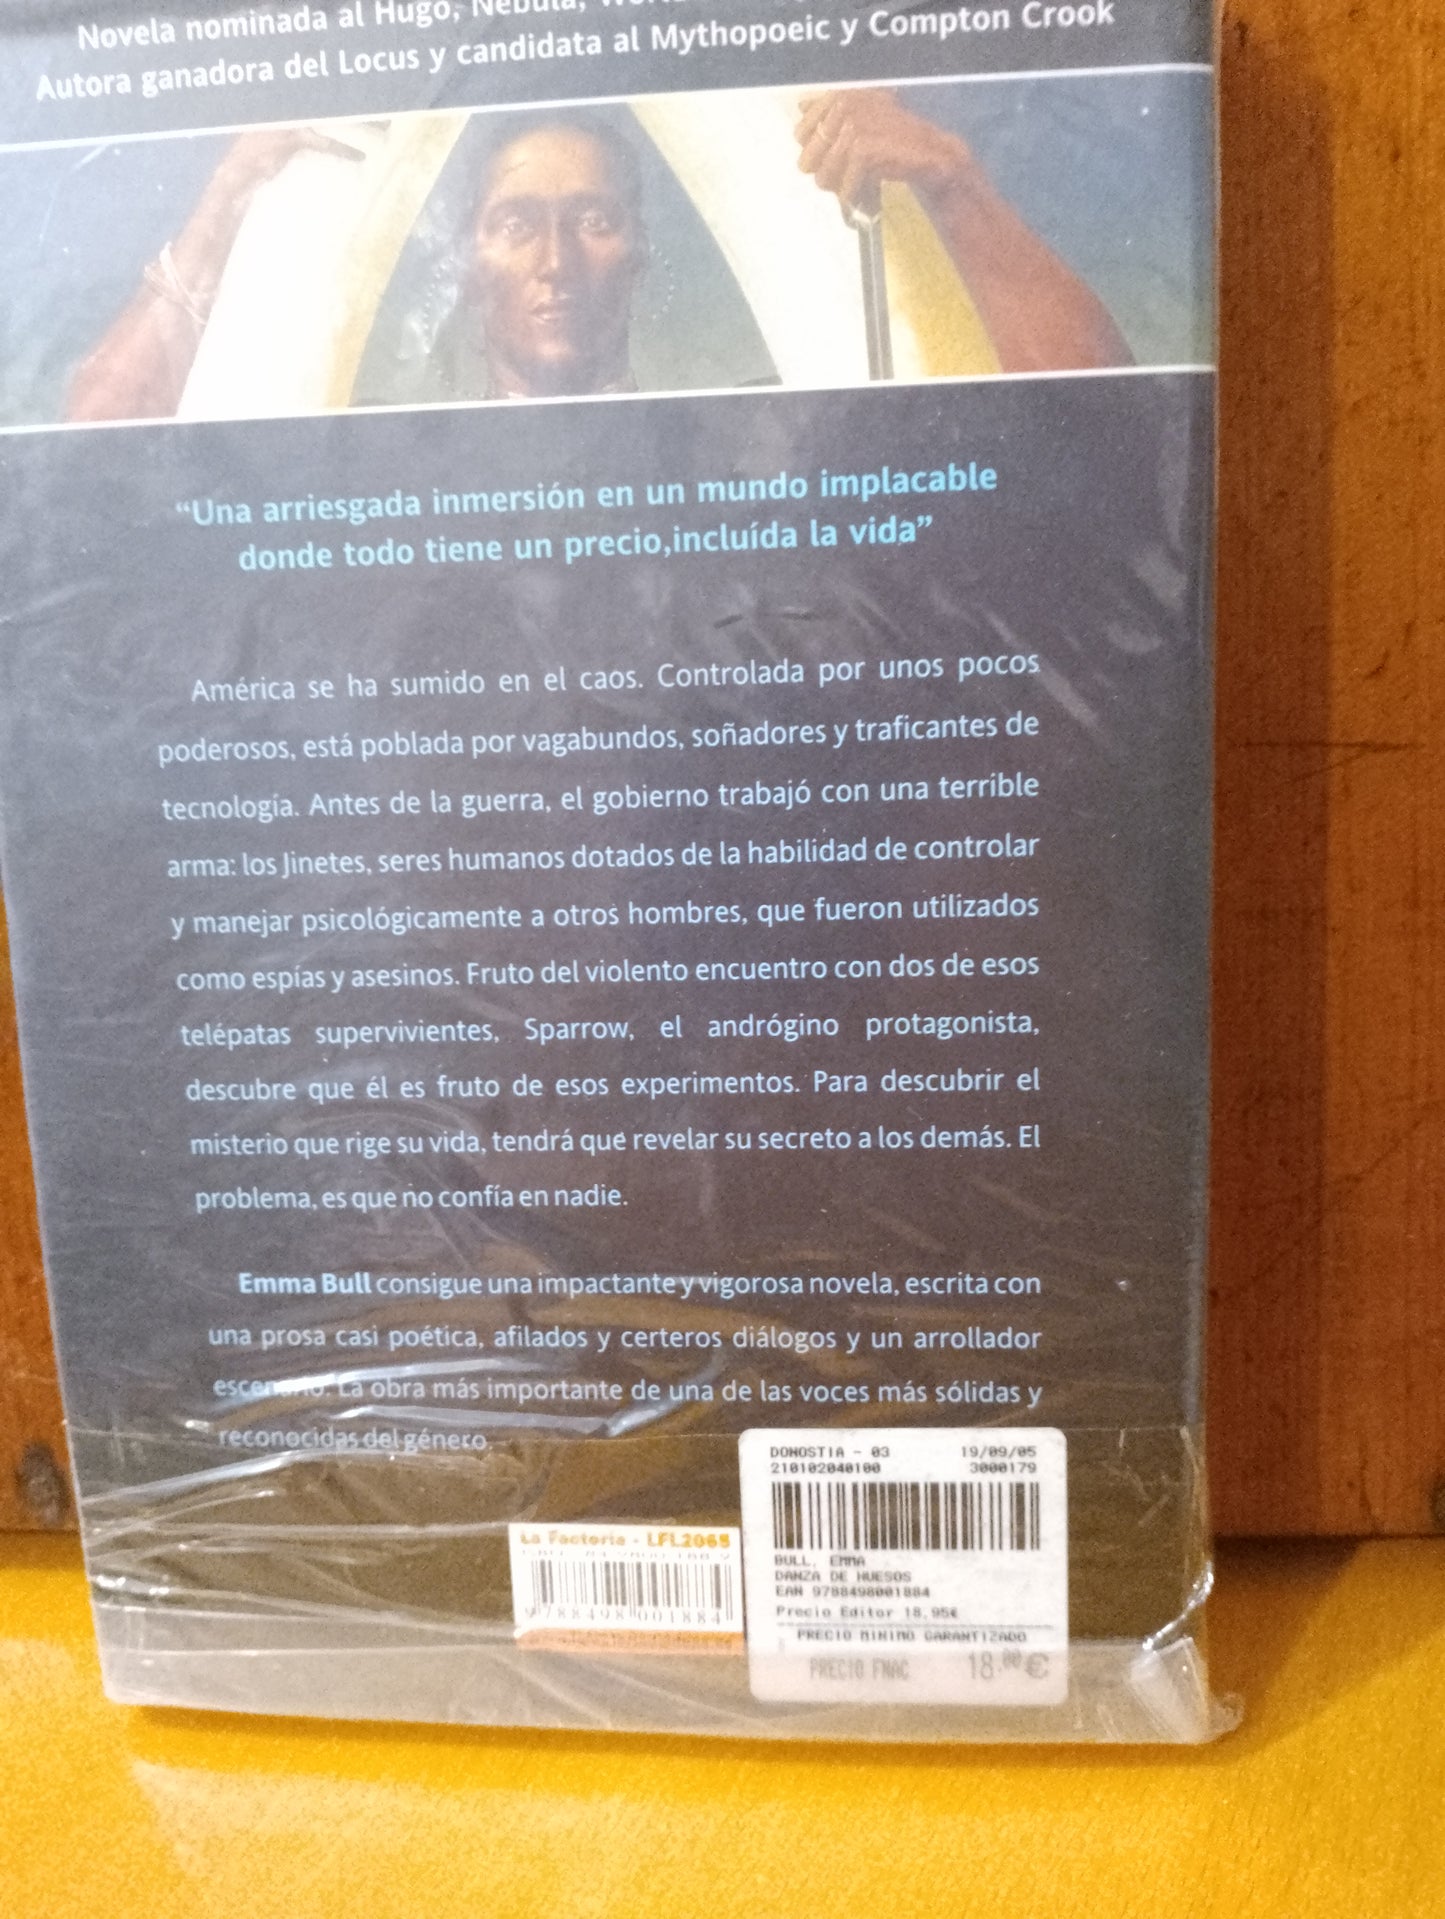 Novela nominada al Hugo, Nebula,
Autora ganadora del Locus y candidata al Mythopoeic y Compton Crook
“Una arriesgada inmersión en un mundo implacable
donde todo tiene un precio,incluída la vida”
América se ha sumido en el caos. Controlada por unos pocos
poderosos, está poblada por vagabundos, soñadores y traficantes de
tecnología. Antes de la guerra, el gobierno trabajó con una terrible
arma: los Jinetes, seres humanos dotados de la habilidad de controlar
y manejar psicológicamente a otros hombres, que fueron utilizados
como espías y asesinos. Fruto del violento encuentro con dos de esos
telépatas supervivientes, Sparrow, el andrógino protagonista,
descubre que él es fruto de esos experimentos. Para descubrir el
misterio que rige su vida, tendrá que revelar su secreto a los demás. El
problema, es que no confía en nadie.
Emma Bull consigue una impactante y vigorosa novela, escrita con
una prosa casi poética, afilados y certeros diálogos y un arrollador
escenario. La obra más importante de una de las voces más sólidas y
reconocidas del género.
DONOSTIA - 03 19/09/05
210102040100 3000179
BULL, EMMA
DANZA DE HUESOS
EAN 9788498001884
Precio Editor 18,95€
PRECIO MINIMO GARANTIZADO
PRECIO FNAC 18.00€
La Factoría - LFL2065
9 788498 001884